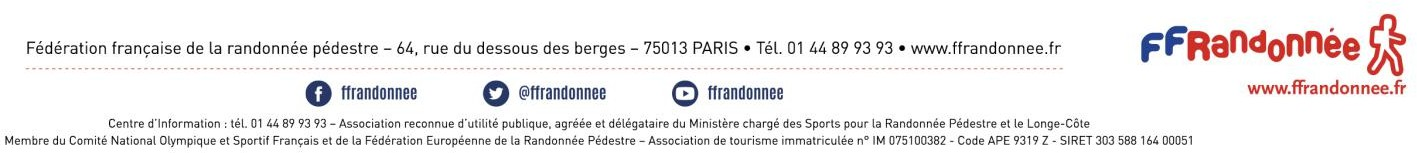 Fédération française de la randonnée pédestre – 64, rue du dessous des berges – 75013 PARIS • Tél. 01 44 89 93 93 • www.ffrandonnee.fr
FFRandonnée
www.ffrandonnee.fr
ffrandonnee @ffrandonnee ffrandonnee
Centre d'Information : tél. 01 44 89 93 93 – Association reconnue d'utilité publique, agréée et délégataire du Ministère chargé des Sports pour la Randonnée Pédestre et le Longe-Côte
Membre du Comité National Olympique et Sportif Français et de la Fédération Européenne de la Randonnée Pédestre – Association de tourisme immatriculée n° IM 075100382 - Code APE 9319 Z - SIRET 303 588 164 00051